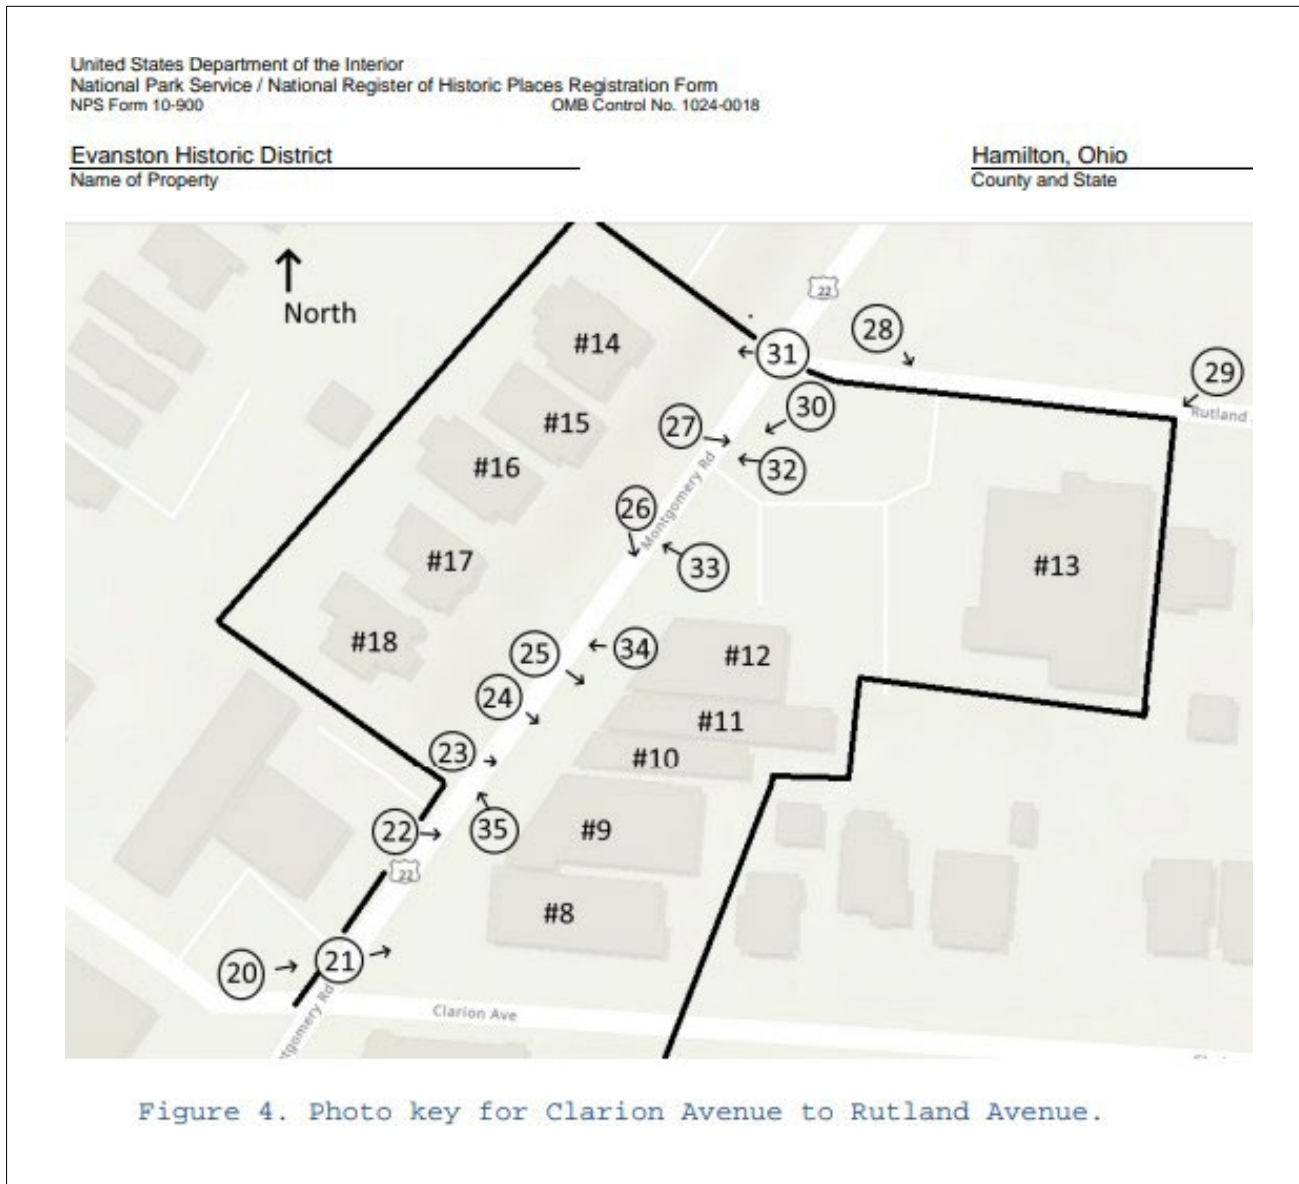 United States Department of the Interior
National Park Service / National Register of Historic Places Registration Form
NPS Form 10-900 OMB Control No. 1024-0018
Evanston Historic District Hamilton, Ohio
Name of Property County and State
North
22
#14
31
28
29
Rutland
30
#15
27
32
#16
26
Montgomery Rd
33
#17
#13
#18
25
34
#12
24
#11
23
#10
22
35
#9
22
#8
20
21
tgomery Rd
Clarion Ave
Figure 4. Photo key for Clarion Avenue to Rutland Avenue.